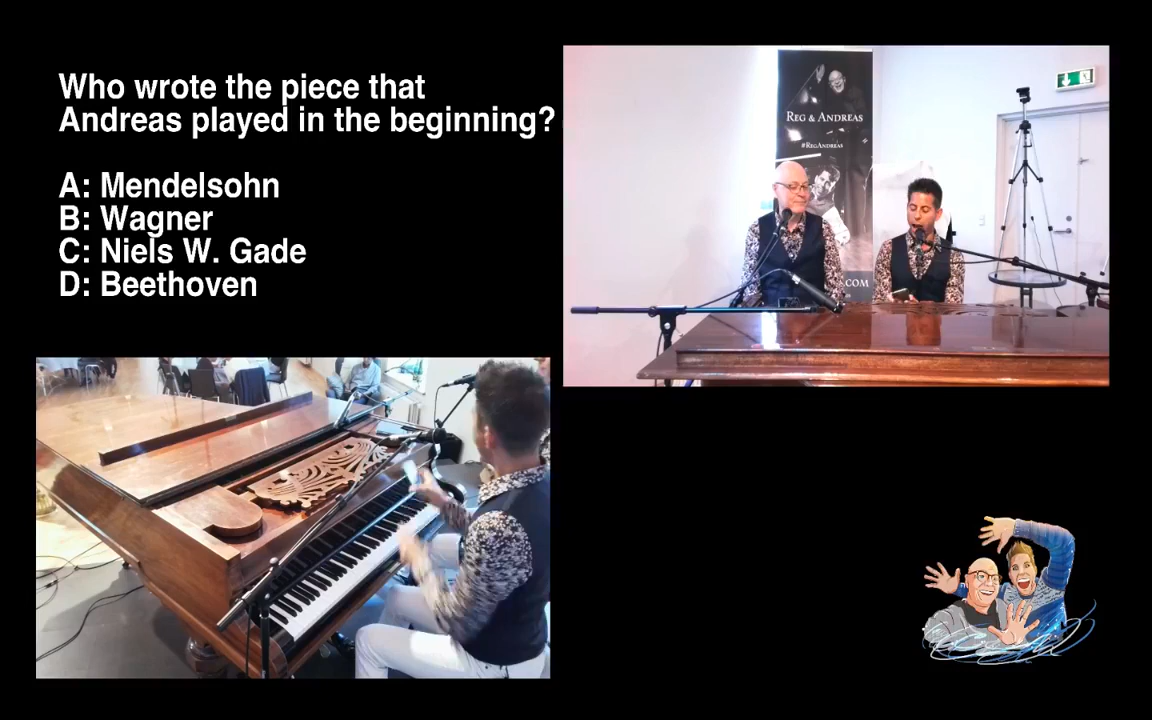 Who wrote the piece that
Andreas played in the beginning?
A: Mendelsohn
B: Wagner
C: Niels W. Gade
D: Beethoven
REG & ANDREAS
#REGANDREAS
.COM